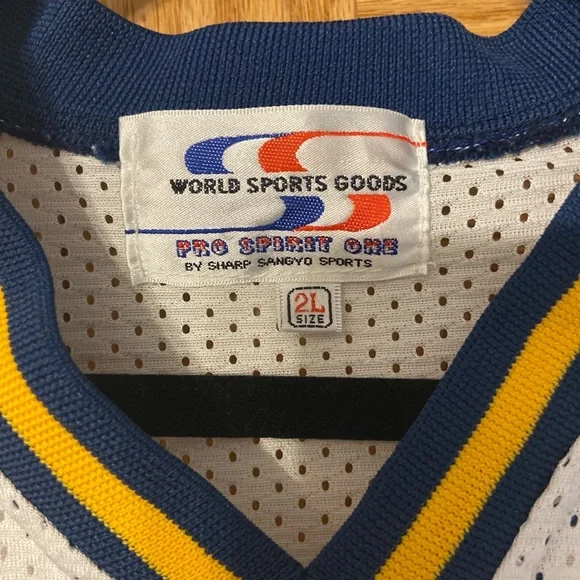 WORLD SPORTS GOODS
PRO SPIRIT ONE
BY SHARP SANGYO SPORTS
2L
SIZE